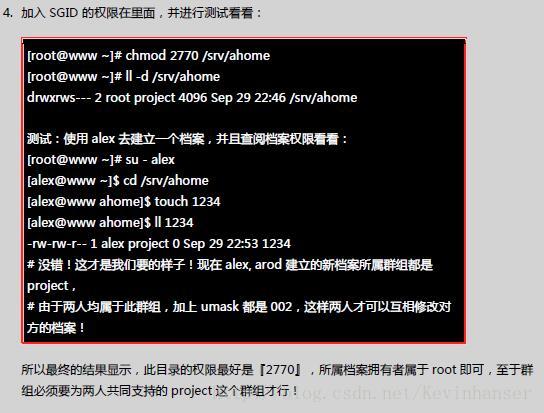 4. 加入 SGID 的权限在里面，并进行测试看看：
[root@www ~]# chmod 2770 /srv/ahome
[root@www ~]# ll -d /srv/ahome
drwxrws--- 2 root project 4096 Sep 29 22:46 /srv/ahome
测试：使用 alex 去建立一个档案，并且查阅档案权限看看：
[root@www ~]# su - alex
[alex@www ~]$ cd /srv/ahome
[alex@www ahome]$ touch 1234
[alex@www ahome]$ ll 1234
-rw-rw-r-- 1 alex project 0 Sep 29 22:53 1234
# 没错！这才是我们要的样子！现在 alex, arod 建立的新档案所属群组都是
project，
# 由于两人均属于此群组，加上 umask 都是 002，这样两人才可以互相修改对
方的档案！
所以最终的结果显示，此目录的权限最好是『2770』，所属档案拥有者属于 root 即可，至于群
组必须要为两人共同支持的 project 这个群组才行！
http://blog.csdn.net/Kevinhanser